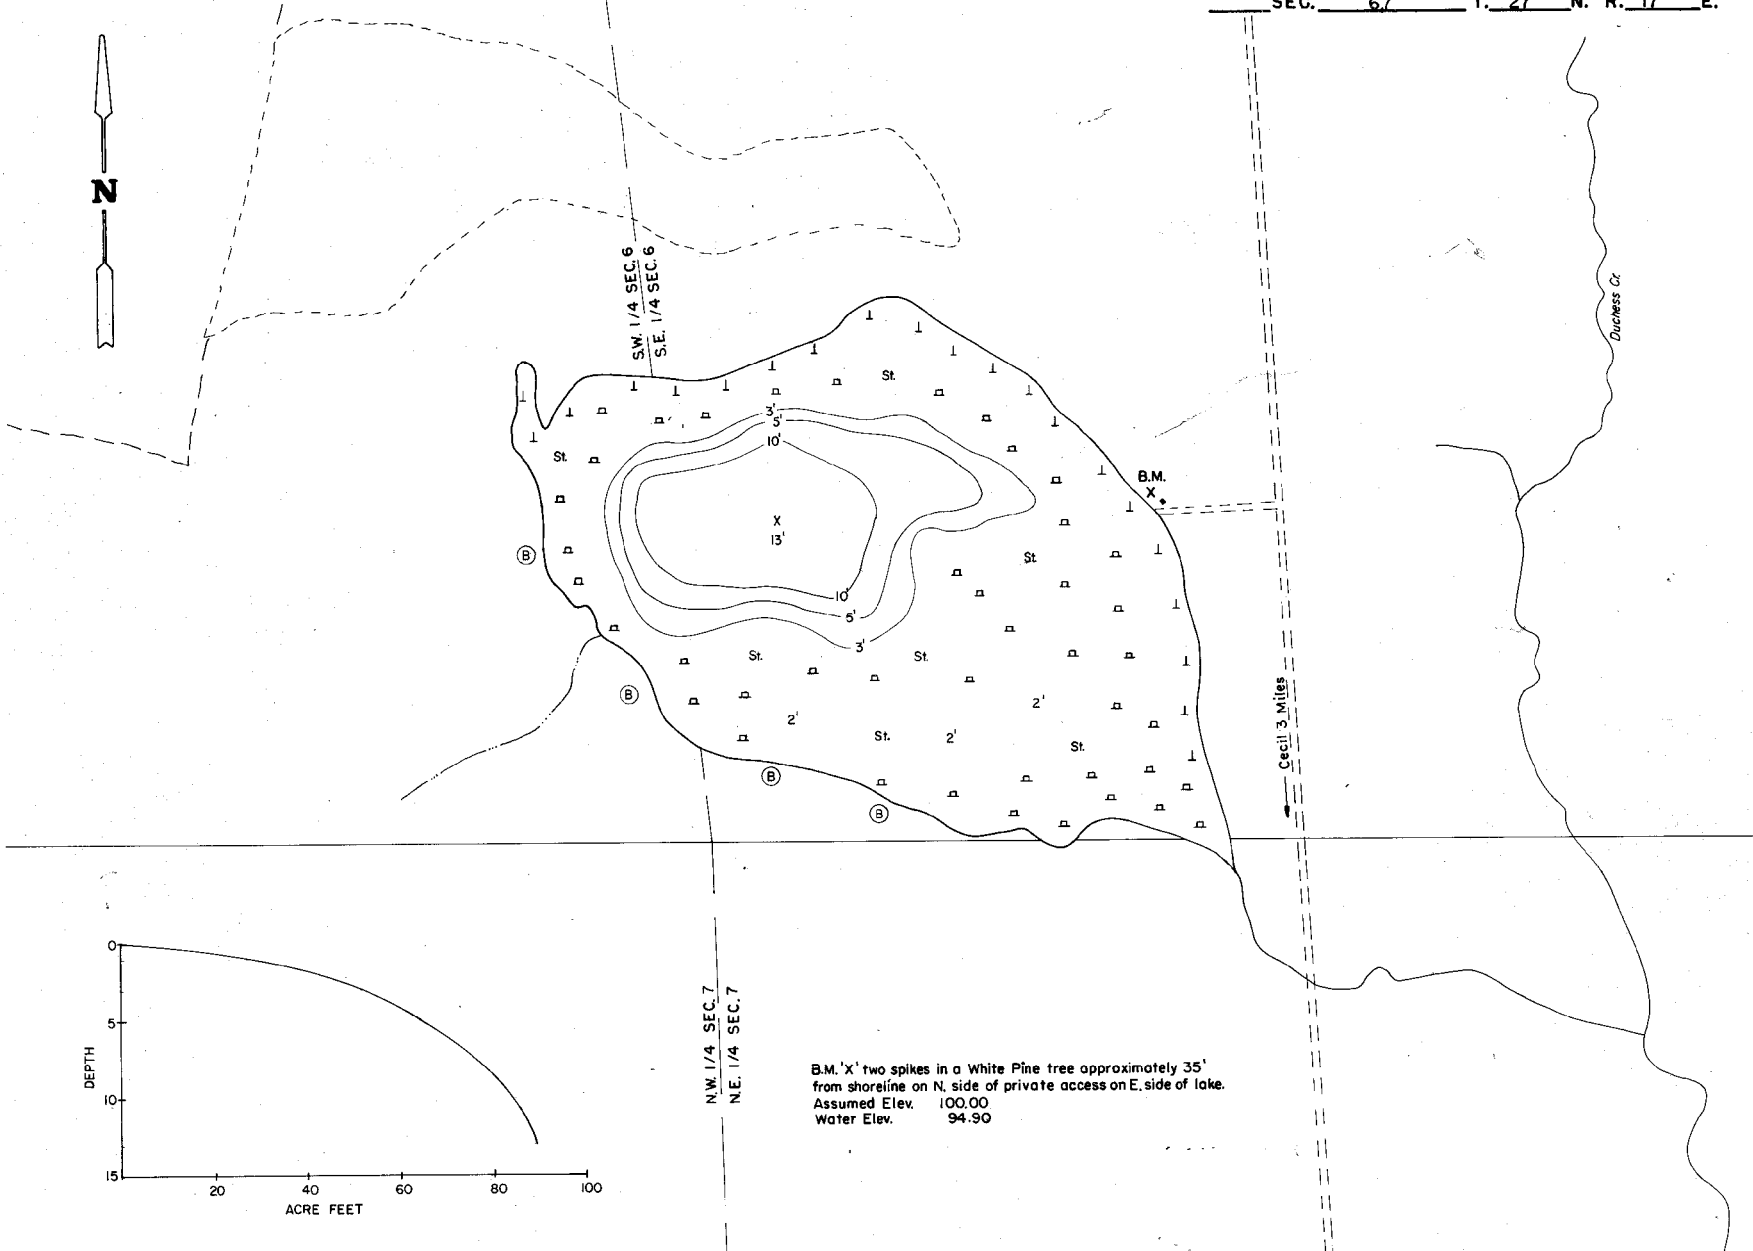 SEC. 6,7 T. 27 N. R. 17 E.
N
S.W. 1/4 SEC. 6
S.E. 1/4 SEC. 6
Duchess Cr.
St.
3'
5'
10'
St.
B.M.
X
X
13'
B
St.
10'
5'
3'
St.
St.
B
2'
2'
St.
2'
St.
Cecil 3 Miles
B
B
0
5
10
15
DEPTH
20 40 60 80 100
ACRE FEET
N.W. 1/4 SEC. 7
N.E. 1/4 SEC. 7
B.M. 'X' two spikes in a White Pine tree approximately 35'
from shoreline on N. side of private access on E. side of lake.
Assumed Elev. 100.00
Water Elev. 94.90